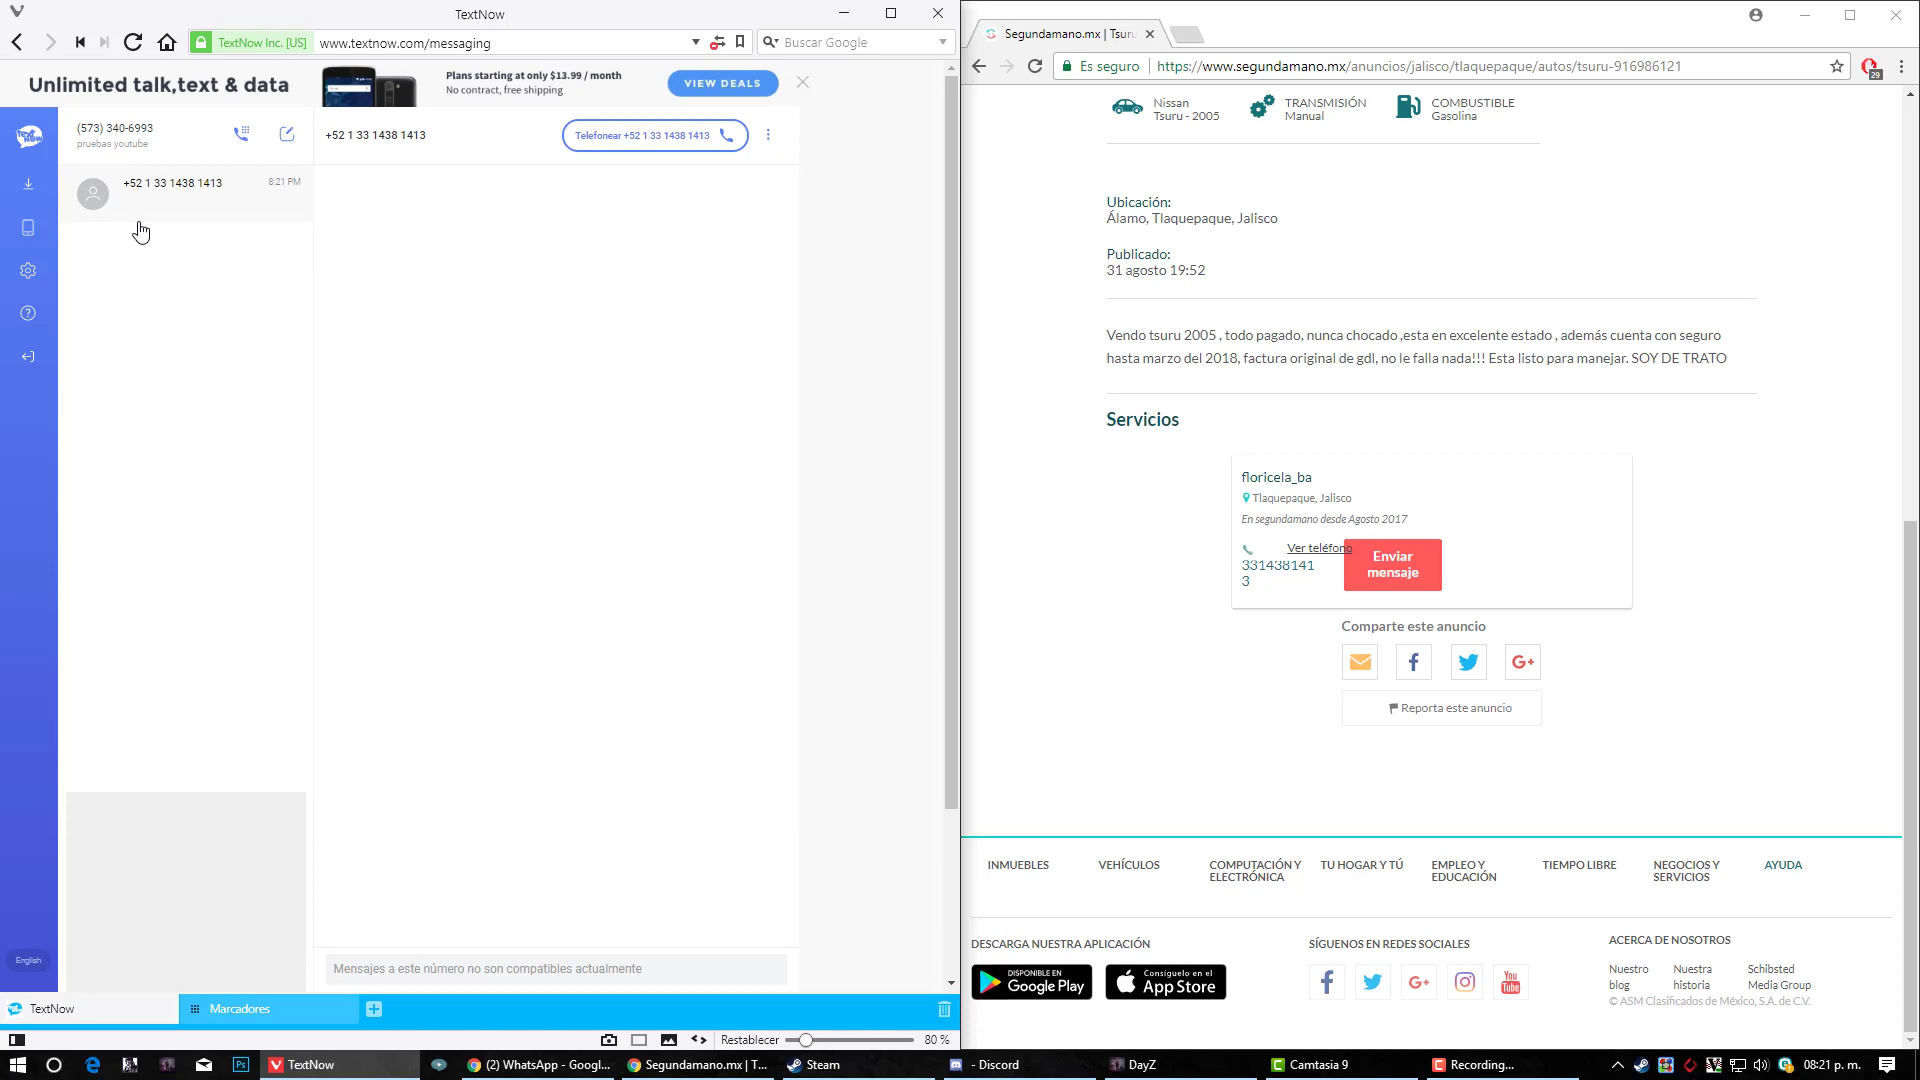 TextNow
TextNow Inc. [US]
www.textnow.com/messaging
Buscar Google
Unlimited talk,text & data
Plans starting at only $13.99 / month
No contract, free shipping
VIEW DEALS
(573) 340-6993
pruebas youtube
+52 1 33 1438 1413
Telefonear +52 1 33 1438 1413
+52 1 33 1438 1413
8:21 PM
Mensajes a este número no son compatibles actualmente
English
TextNow
Marcadores
Restablecer
80 %
Segundamano.mx | Tsuru
Es seguro
https://www.segundamano.mx/anuncios/jalisco/tlaquepaque/autos/tsuru-916986121
29
Nissan
Tsuru - 2005
TRANSMISIÓN
Manual
COMBUSTIBLE
Gasolina
Ubicación:
Álamo, Tlaquepaque, Jalisco
Publicado:
31 agosto 19:52
Vendo tsuru 2005 , todo pagado, nunca chocado ,esta en excelente estado , además cuenta con seguro
hasta marzo del 2018, factura original de gdl, no le falla nada!!! Esta listo para manejar. SOY DE TRATO
Servicios
floricela_ba
Tlaquepaque, Jalisco
En segundamano desde Agosto 2017
Ver teléfono
331438141
3
Enviar
mensaje
Comparte este anuncio
Reporta este anuncio
INMUEBLES
VEHÍCULOS
COMPUTACIÓN Y
ELECTRÓNICA
TU HOGAR Y TÚ
EMPLEO Y
EDUCACIÓN
TIEMPO LIBRE
NEGOCIOS Y
SERVICIOS
AYUDA
DESCARGA NUESTRA APLICACIÓN
DISPONIBLE EN
Google Play
Consíguelo en el
App Store
SÍGUENOS EN REDES SOCIALES
You
Tube
ACERCA DE NOSOTROS
Nuestro
blog
Nuestra
historia
Schibsted
Media Group
© ASM Clasificados de México, S.A. de C.V.
TextNow
(2) WhatsApp - Googl...
Segundamano.mx | T...
Steam
- Discord
DayZ
Camtasia 9
Recording...
08:21 p. m.